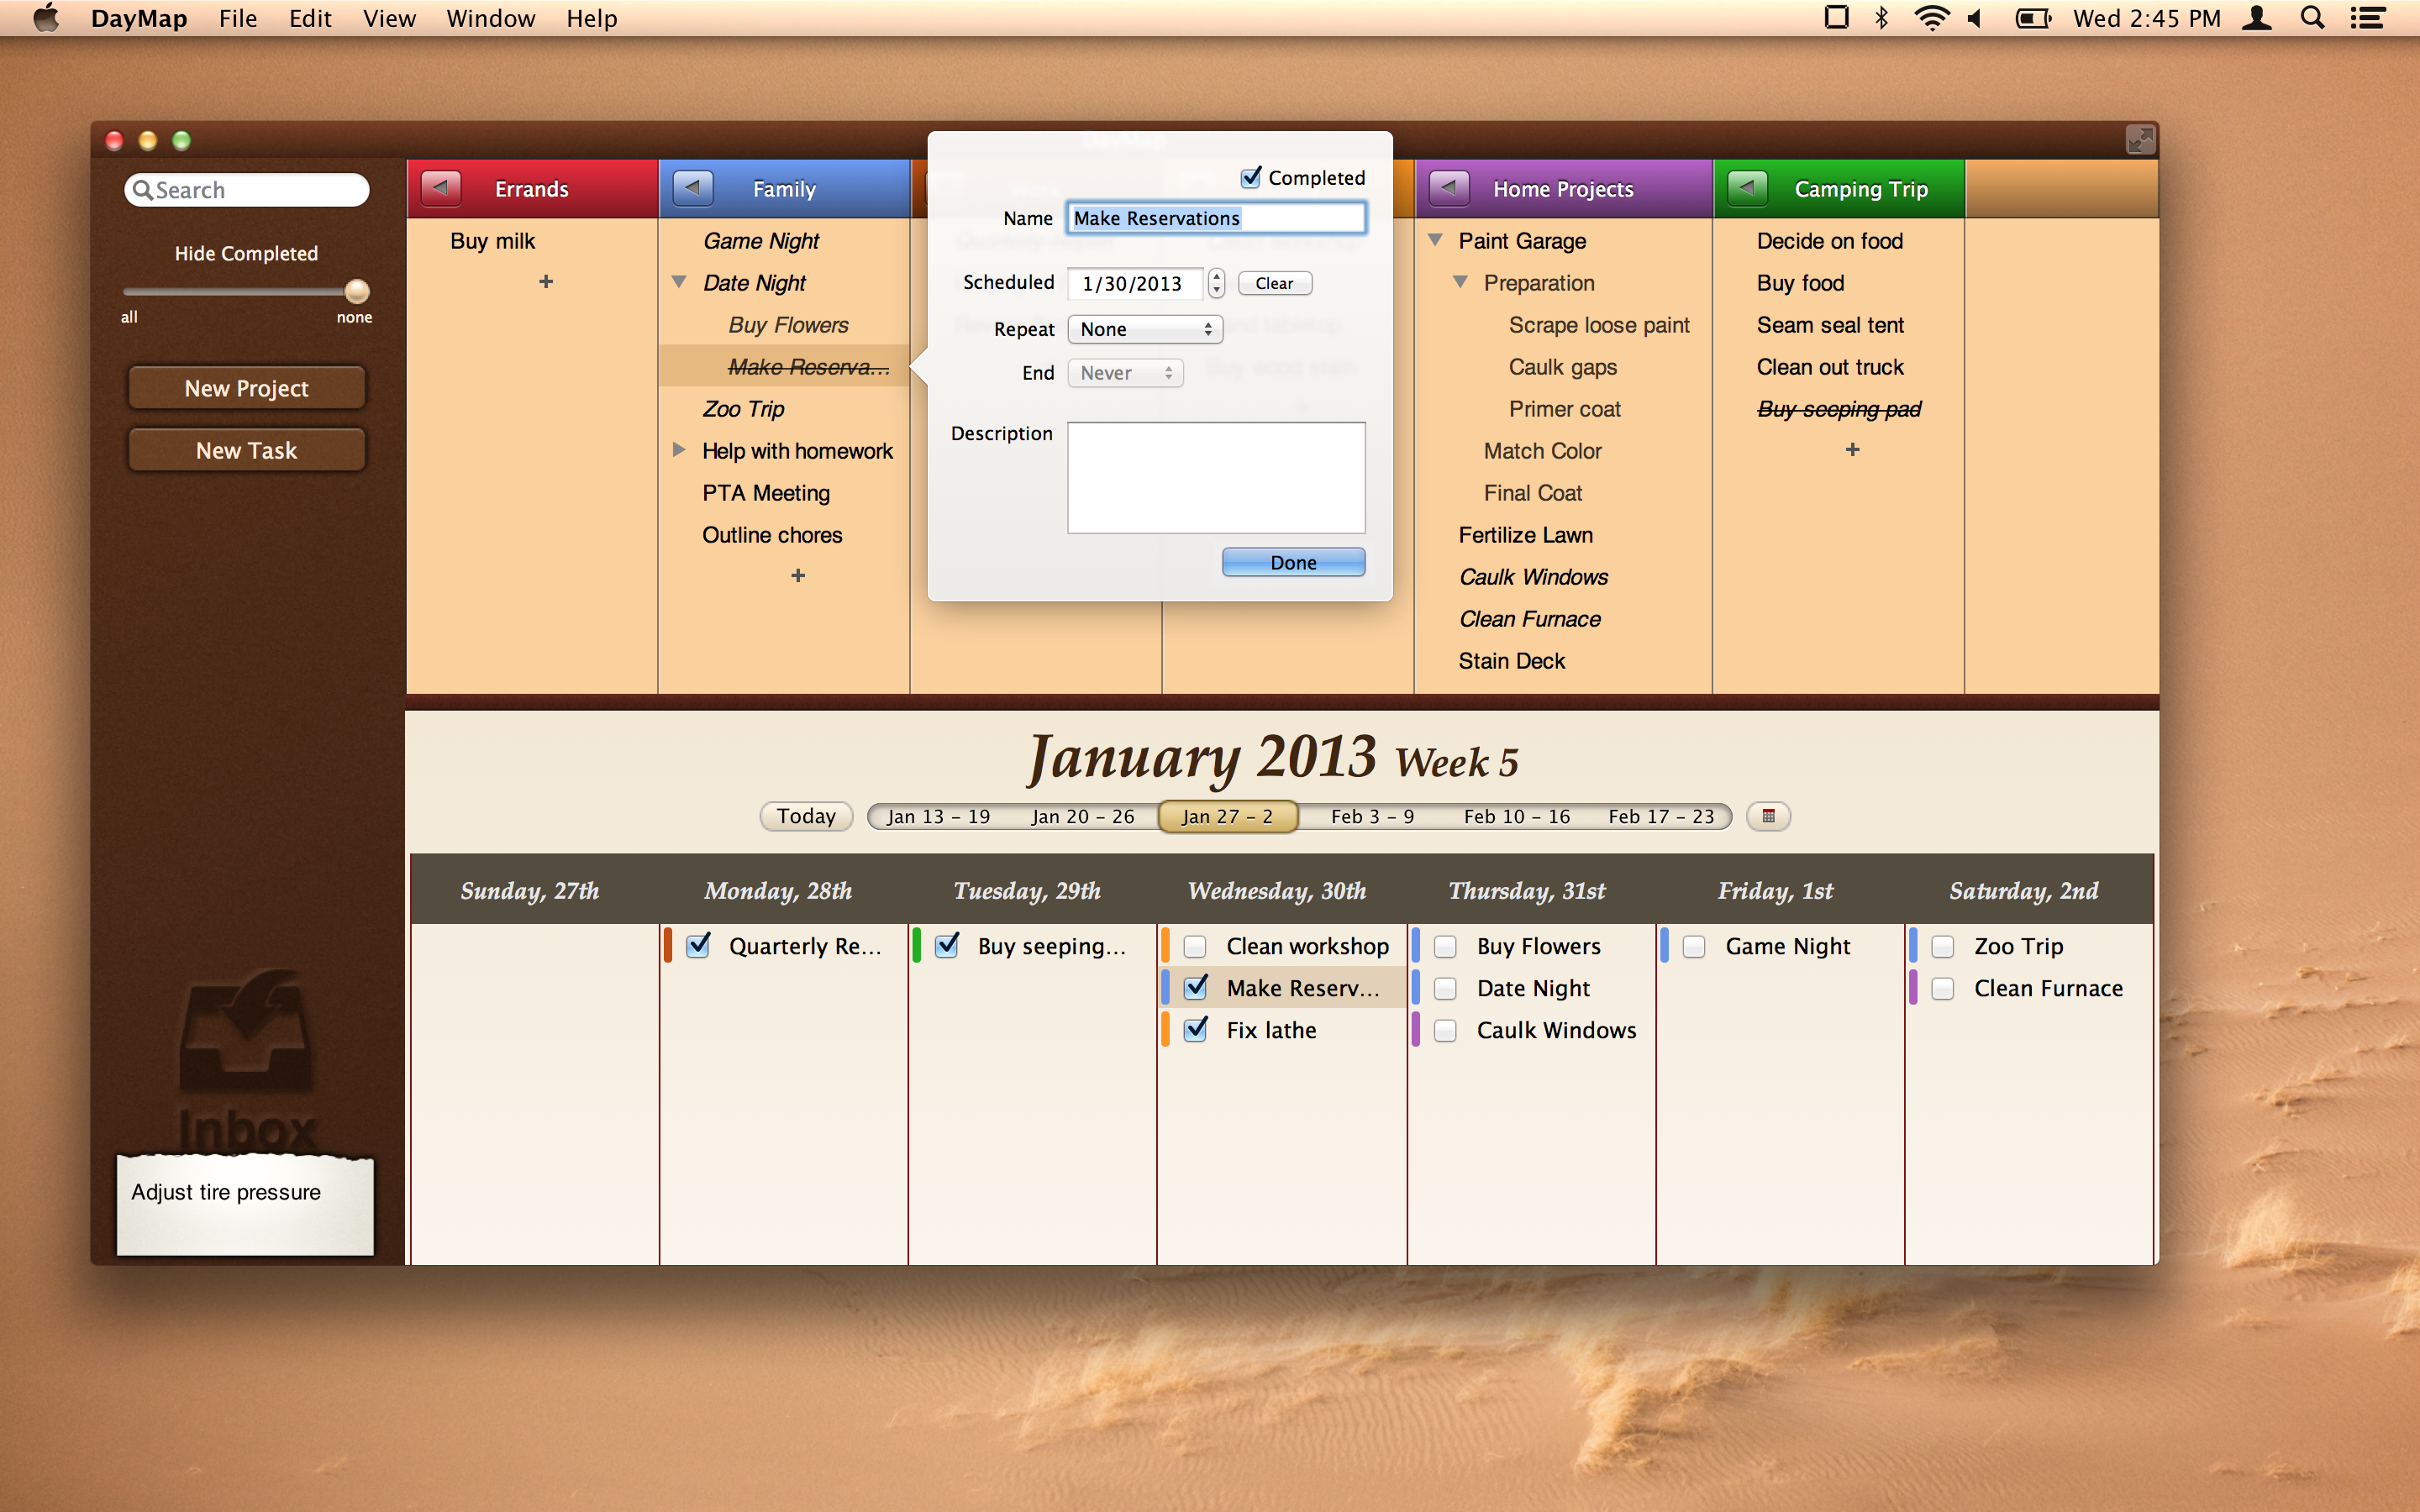 DayMap File Edit View Window Help Wed 2:45 PM
Search
Hide Completed
all none
New Project
New Task
Inbox
Adjust tire pressure
Errands
Buy milk
+
Family
Game Night
Date Night
Buy Flowers
Make Reserva...
Zoo Trip
Help with homework
PTA Meeting
Outline chores
+
Completed
Name Make Reservations
Scheduled 1/30/2013 Clear
Repeat None
End Never
Description
Done
Buy wood stain
Home Projects
Paint Garage
Preparation
Scrape loose paint
Caulk gaps
Primer coat
Match Color
Final Coat
Fertilize Lawn
Caulk Windows
Clean Furnace
Stain Deck
Camping Trip
Decide on food
Buy food
Seam seal tent
Clean out truck
Buy seeping pad
+
January 2013 Week 5
Today Jan 13 – 19 Jan 20 – 26 Jan 27 – 2 Feb 3 – 9 Feb 10 – 16 Feb 17 – 23
Sunday, 27th
Monday, 28th
Quarterly Re...
Tuesday, 29th
Buy seeping...
Wednesday, 30th
Clean workshop
Make Reserv...
Fix lathe
Thursday, 31st
Buy Flowers
Date Night
Caulk Windows
Friday, 1st
Game Night
Saturday, 2nd
Zoo Trip
Clean Furnace